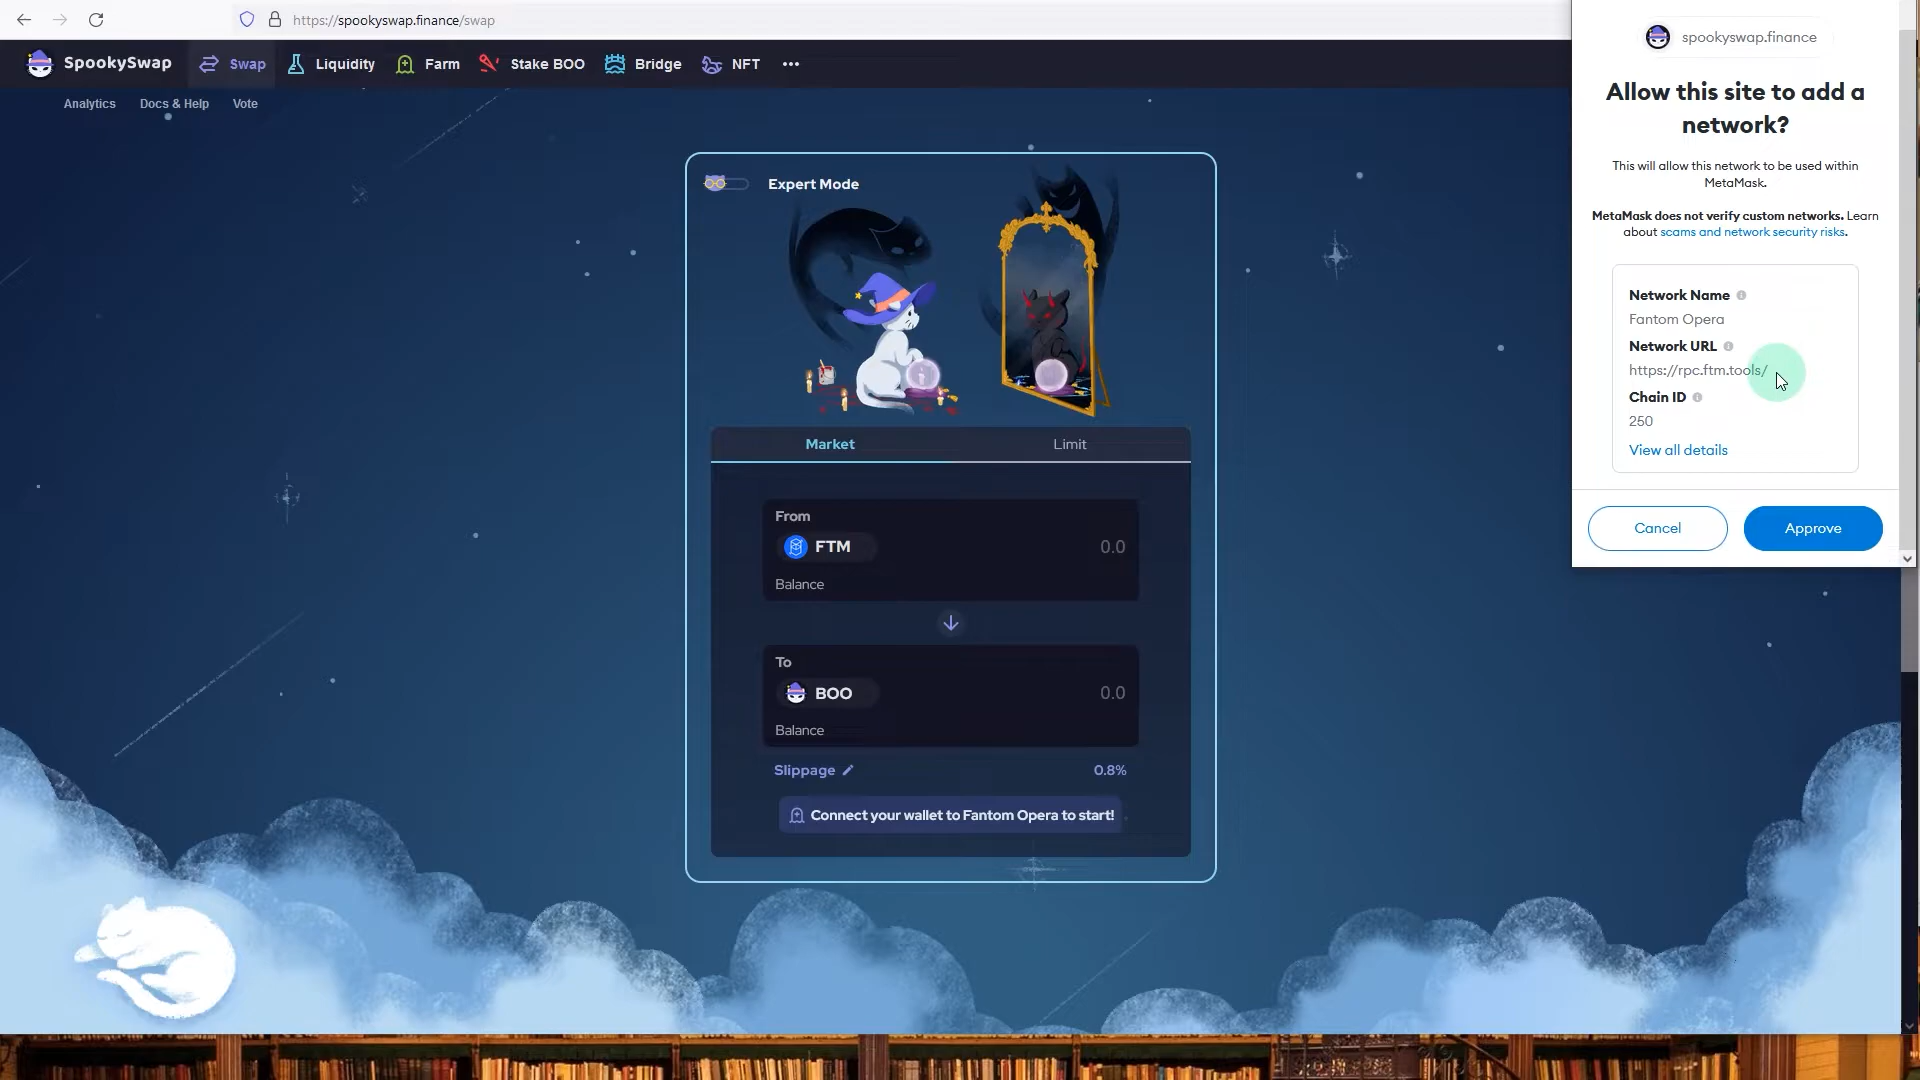 https://spookyswap.finance/swap
SpookySwap
Swap
Liquidity
Farm
Stake BOO
Bridge
NFT
Analytics
Docs & Help
Vote
Expert Mode
Market
Limit
From
FTM
0.0
Balance
To
BOO
0.0
Balance
Slippage
0.8%
Connect your wallet to Fantom Opera to start!
spookyswap.finance
Allow this site to add a
network?
This will allow this network to be used within
MetaMask.
MetaMask does not verify custom networks. Learn
about scams and network security risks.
Network Name
Fantom Opera
Network URL
https://rpc.ftm.tools/
Chain ID
250
View all details
Cancel
Approve